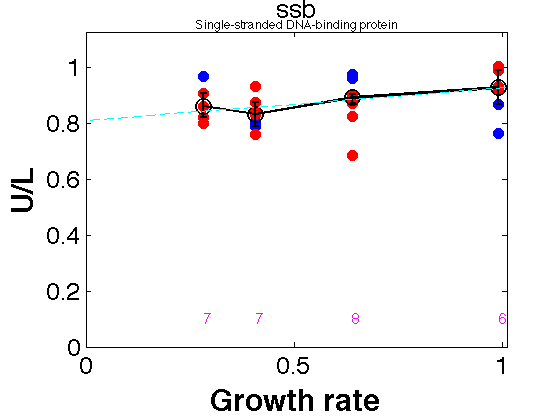 ssb
Single-stranded DNA-binding protein
U/L
1
0.8
0.6
0.4
0.2
0
7 7 8 6
0 0.5 1
Growth rate